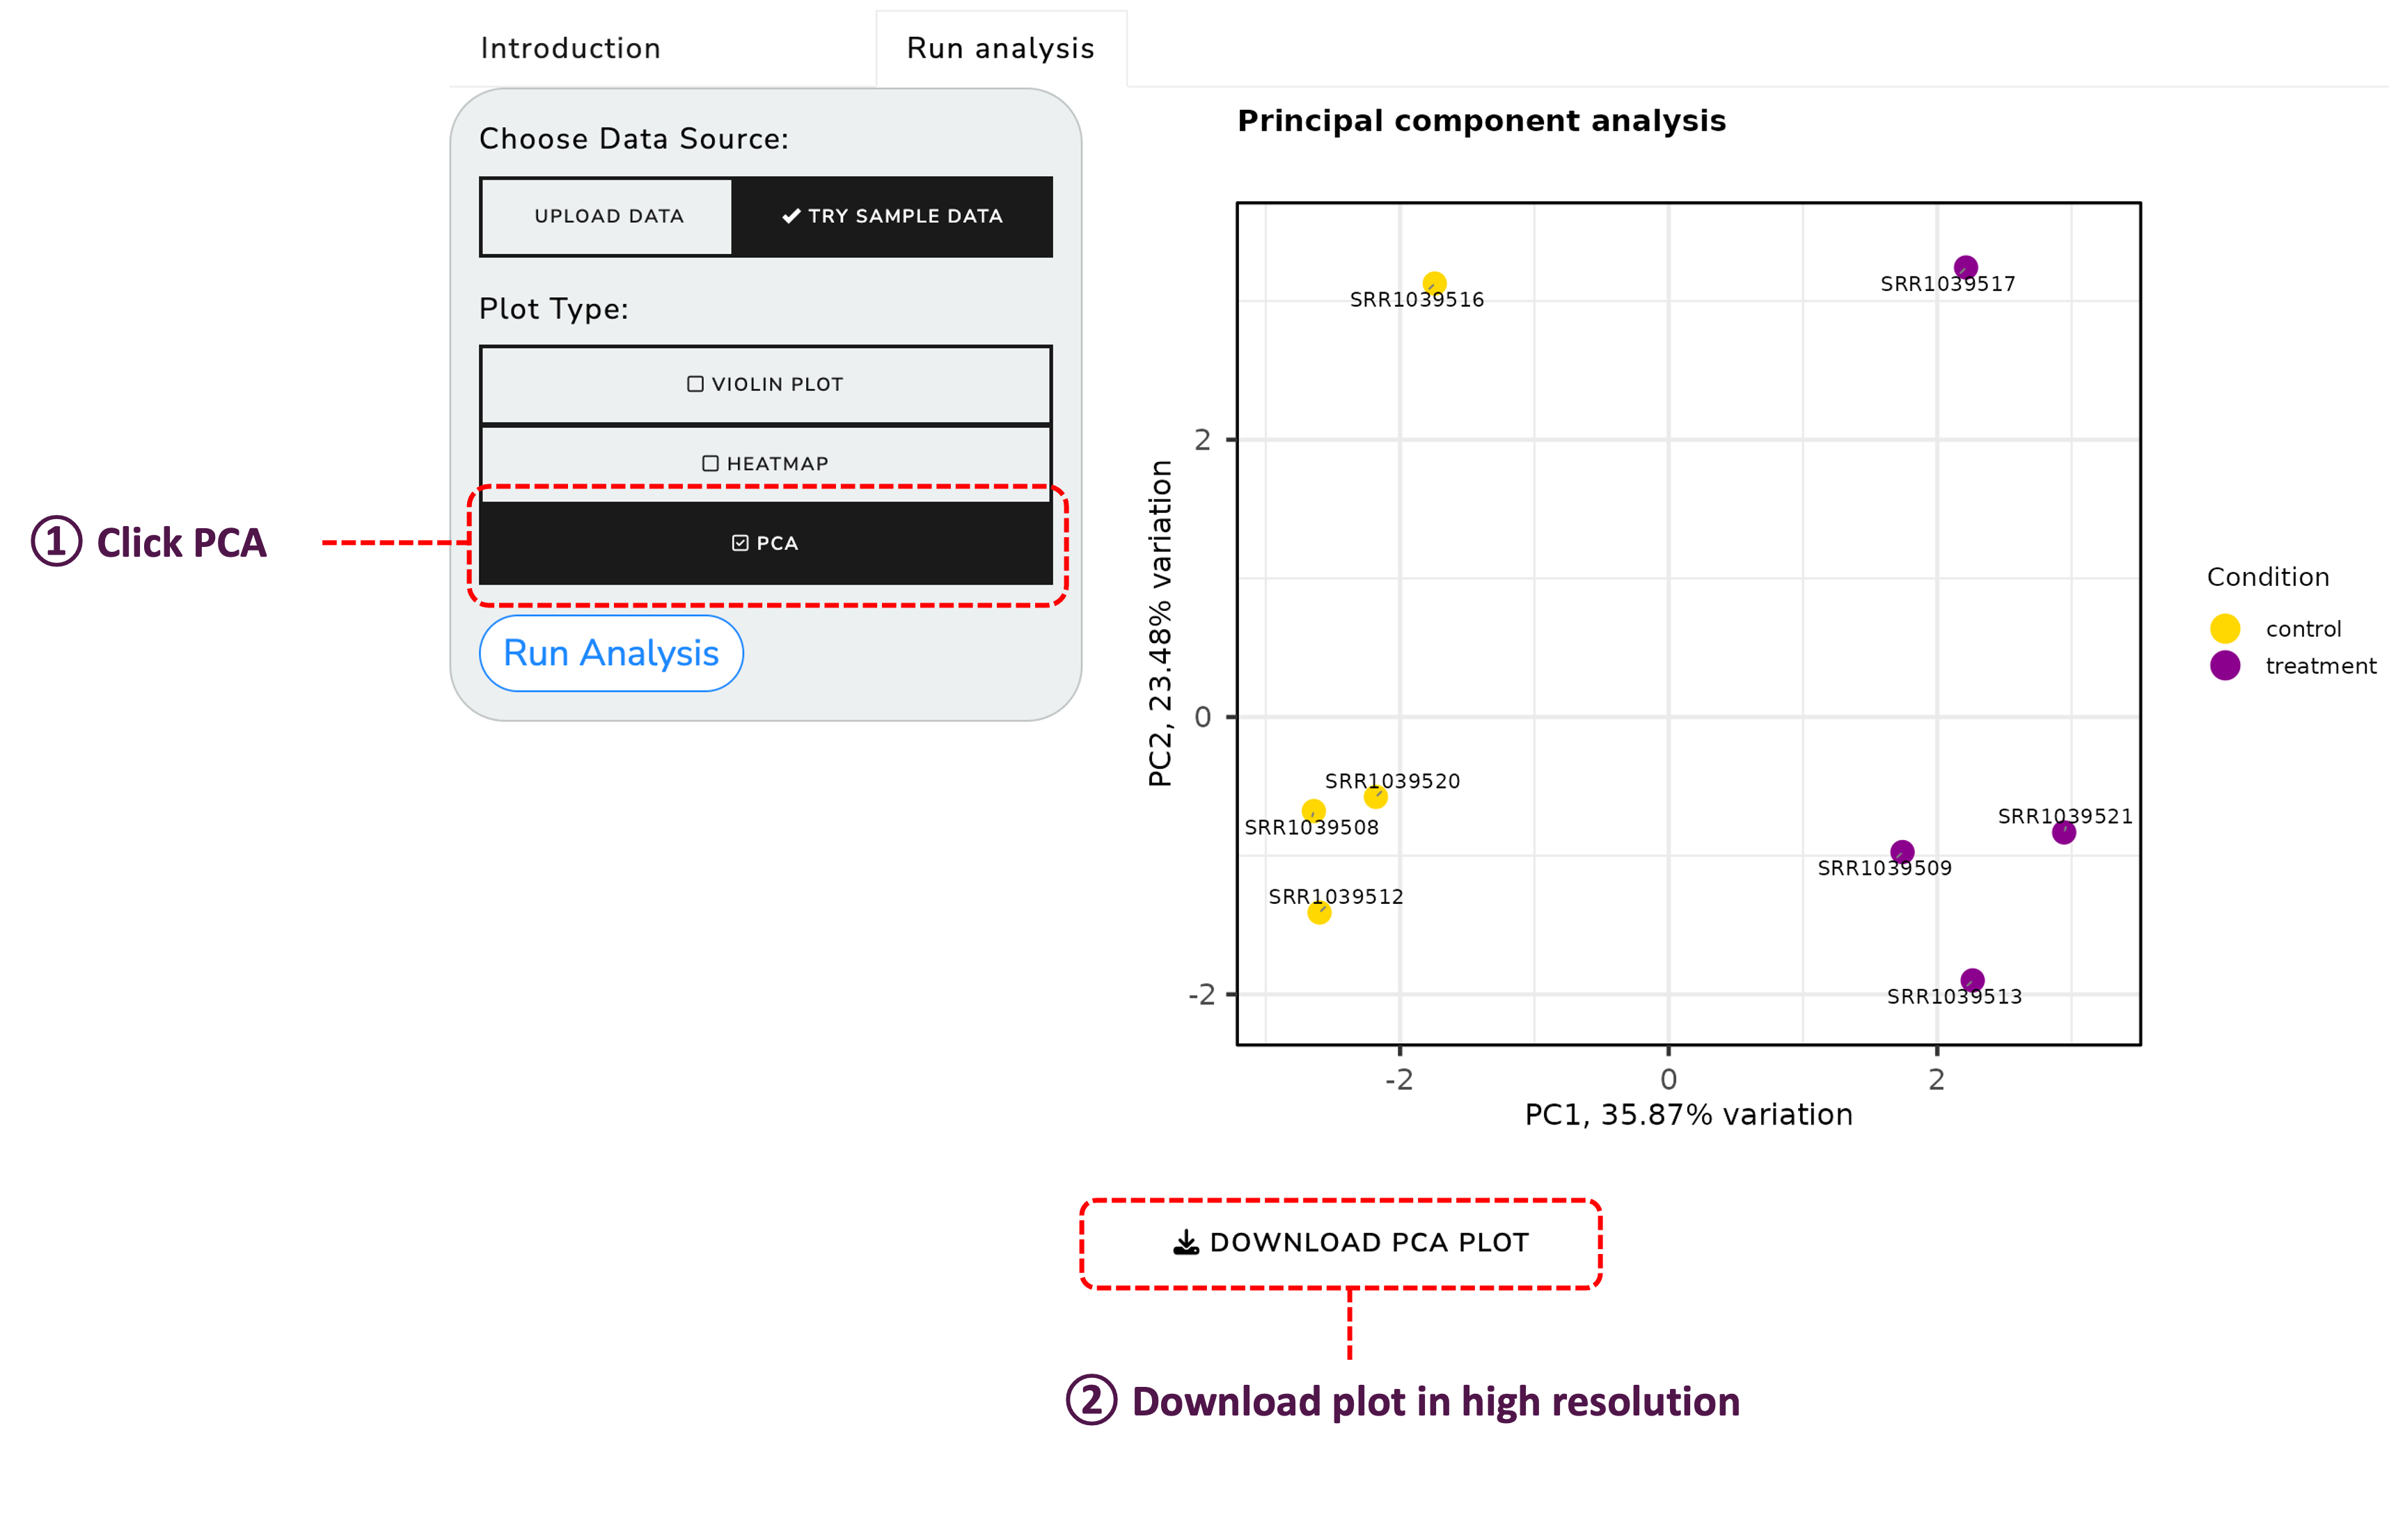 Introduction
Run analysis
Choose Data Source:
UPLOAD DATA
TRY SAMPLE DATA
Plot Type:
VIOLIN PLOT
HEATMAP
PCA
Run Analysis
① Click PCA
Principal component analysis
PC2, 23.48% variation
2
0
-2
SRR1039516
SRR1039517
SRR1039520
SRR1039508
SRR1039521
SRR1039509
SRR1039512
SRR1039513
-2
0
2
PC1, 35.87% variation
Condition
control
treatment
DOWNLOAD PCA PLOT
② Download plot in high resolution